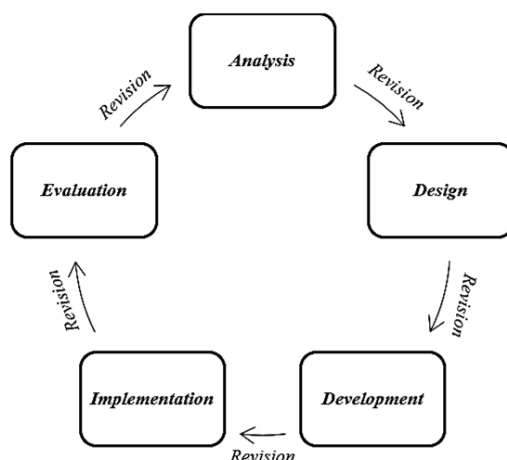 Analysis
Revision
Revision
Evaluation
Design
Revision
Revision
Implementation
Development
Revision